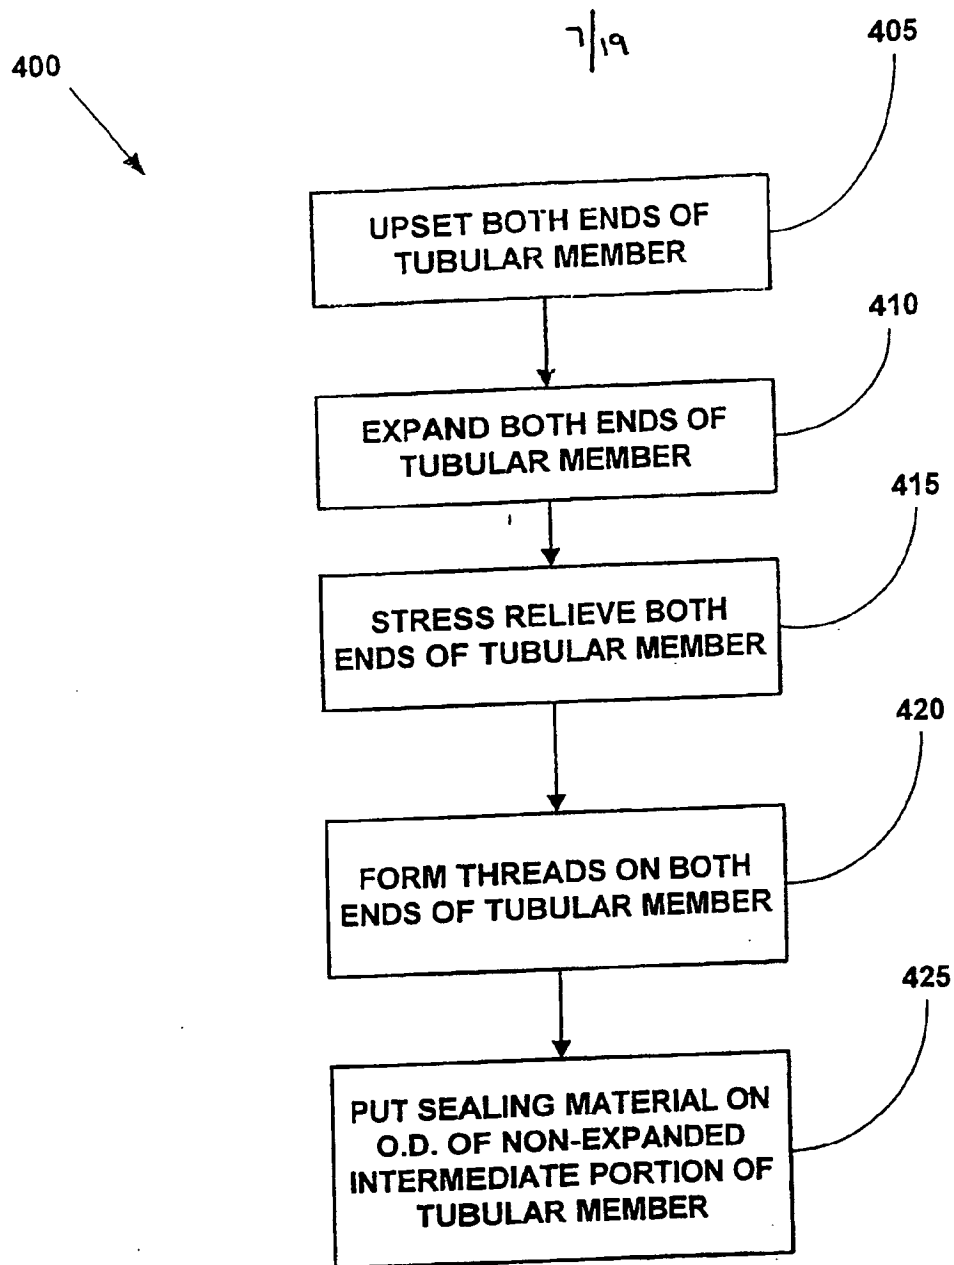 7/19
400
405
UPSET BOTH ENDS OF
TUBULAR MEMBER
410
EXPAND BOTH ENDS OF
TUBULAR MEMBER
415
STRESS RELIEVE BOTH
ENDS OF TUBULAR MEMBER
420
FORM THREADS ON BOTH
ENDS OF TUBULAR MEMBER
425
PUT SEALING MATERIAL ON
O.D. OF NON-EXPANDED
INTERMEDIATE PORTION OF
TUBULAR MEMBER